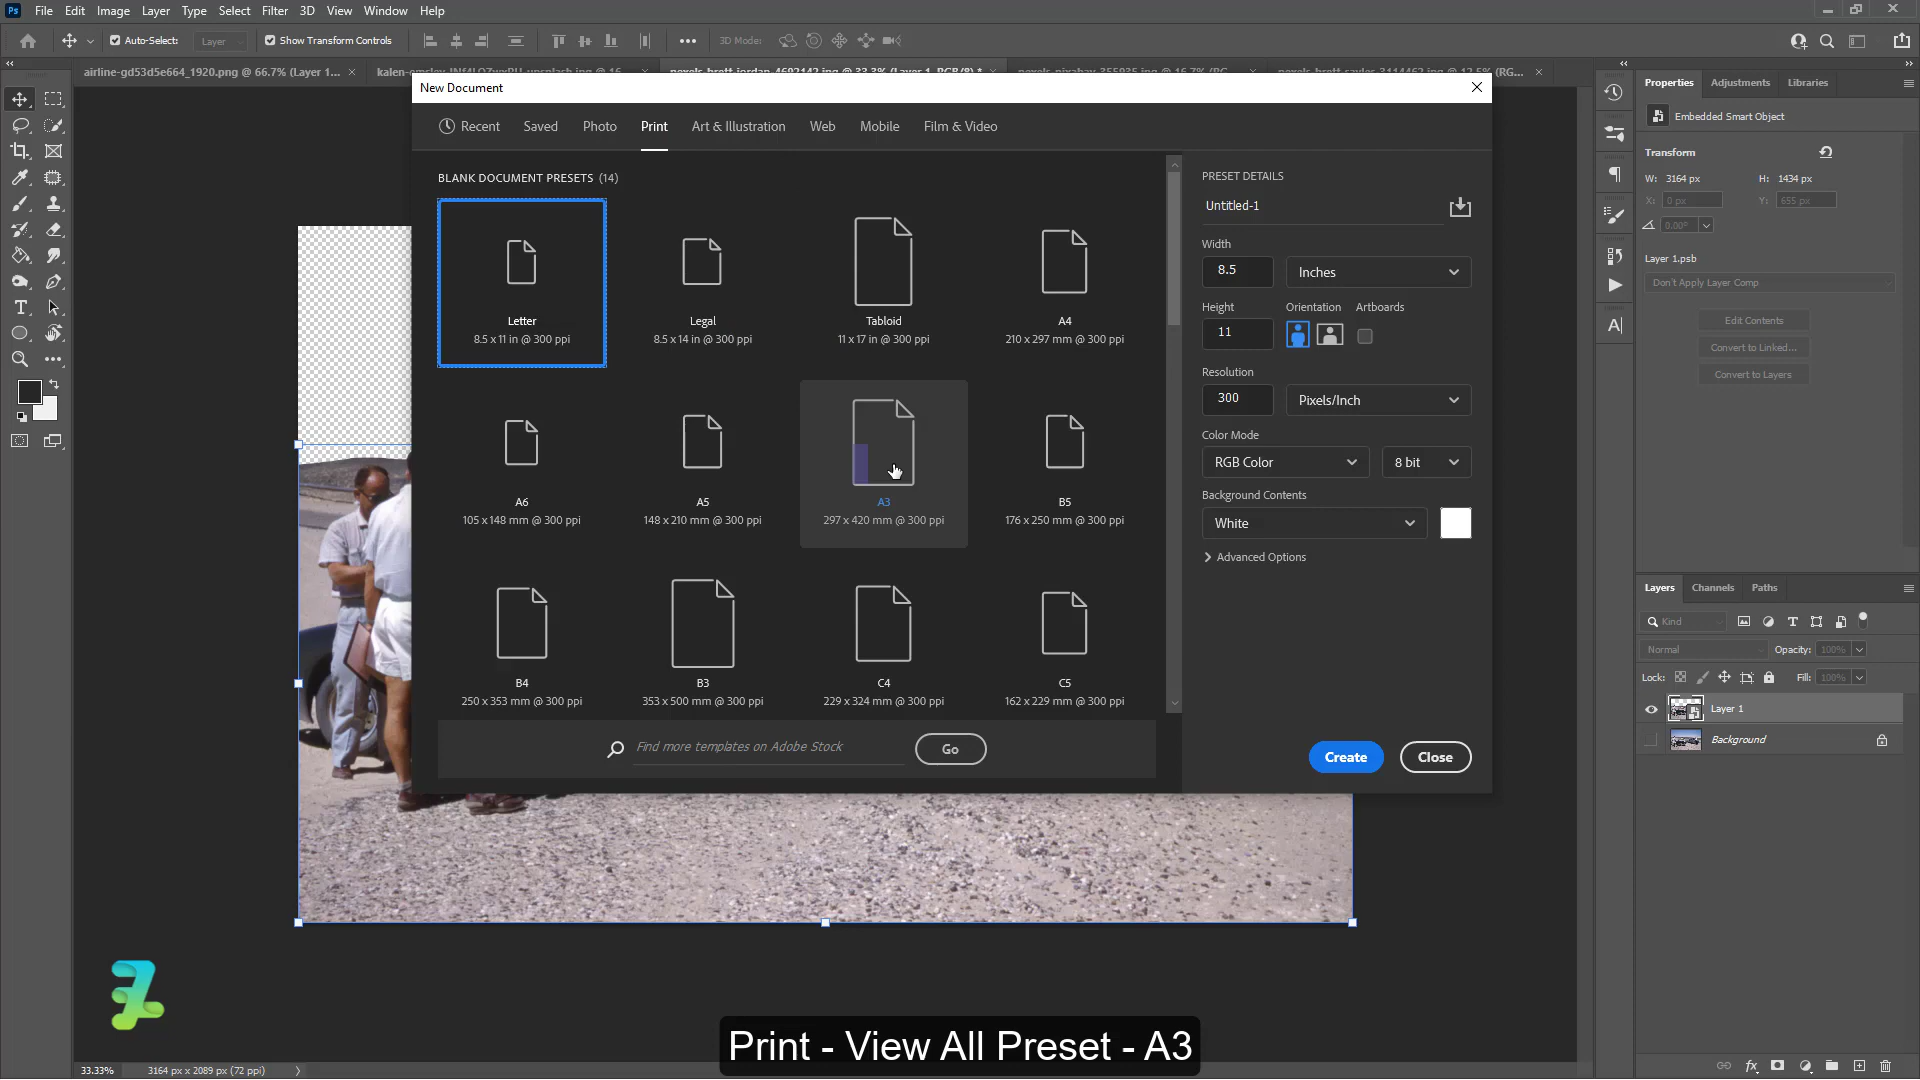 Ps File Edit Image Layer Type Select Filter 3D View Window Help
Auto-Select: Layer Show Transform Controls 3D Mode:
airline-gd53d5e664_1920.png @ 66.7% (Layer 1...
New Document
Recent Saved Photo Print Art & Illustration Web Mobile Film & Video
BLANK DOCUMENT PRESETS (14)
Letter
8.5 x 11 in @ 300 ppi
Legal
8.5 x 14 in @ 300 ppi
Tabloid
11 x 17 in @ 300 ppi
A4
210 x 297 mm @ 300 ppi
A6
105 x 148 mm @ 300 ppi
A5
148 x 210 mm @ 300 ppi
A3
297 x 420 mm @ 300 ppi
B5
176 x 250 mm @ 300 ppi
B4
250 x 353 mm @ 300 ppi
B3
353 x 500 mm @ 300 ppi
C4
229 x 324 mm @ 300 ppi
C5
162 x 229 mm @ 300 ppi
Find more templates on Adobe Stock Go
PRESET DETAILS
Untitled-1
Width
8.5 Inches
Height Orientation Artboards
11
Resolution
300 Pixels/Inch
Color Mode
RGB Color 8 bit
Background Contents
White
Advanced Options
Create Close
Properties Adjustments Libraries
Embedded Smart Object
Transform
W: 3164 px H: 1434 px
X: 0 px Y: 655 px
0.00°
Layer 1.psb
Don't Apply Layer Comp
Edit Contents
Convert to Linked...
Convert to Layers
Layers Channels Paths
Kind
Normal Opacity: 100%
Lock: Fill: 100%
Layer 1
Background
33.33% 3164 px x 2089 px (72 ppi)
Print - View All Preset - A3